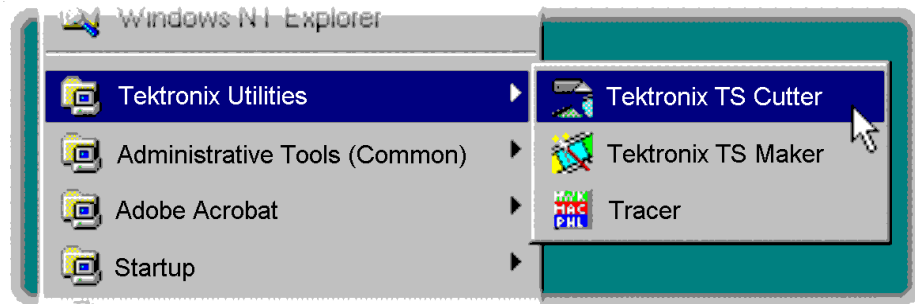 Windows NT Explorer
Tektronix Utilities
Administrative Tools (Common)
Adobe Acrobat
Startup
Tektronix TS Cutter
Tektronix TS Maker
Tracer